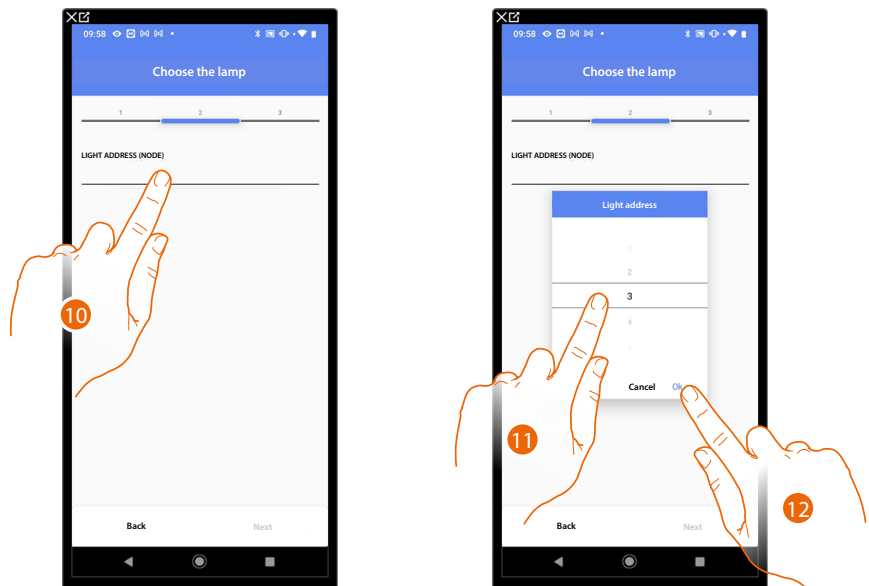 09:58
Choose the lamp
1 2 3
LIGHT ADDRESS (NODE)
10
Back Next
09:58
Choose the lamp
1 2 3
LIGHT ADDRESS (NODE)
Light address
1
2
3
4
Cancel Ok
11
12
Back Next